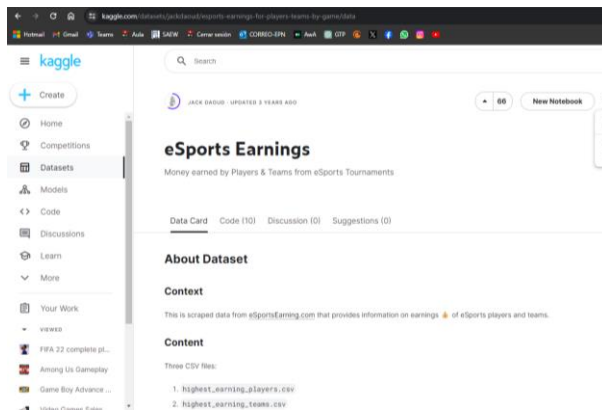 kaggle.com/datasets/jackdaoud/esports-earnings-for-players-teams-by-game/data
Hotmail Gmail Teams Aula SAEW Cerrar sesión CORREO-EPN AwA GTP
kaggle
Search
Create
JACK DAOUD · UPDATED 3 YEARS AGO
66
New Notebook
Home
Competitions
Datasets
Models
Code
Discussions
Learn
More
Your Work
VIEWED
FIFA 22 complete pl...
Among Us Gameplay
Game Boy Advance ...
Video Games Sales
eSports Earnings
Money earned by Players & Teams from eSports Tournaments
Data Card Code (10) Discussion (0) Suggestions (0)
About Dataset
Context
This is scraped data from eSportsEarning.com that provides information on earnings 💰 of eSports players and teams.
Content
Three CSV files:
1. highest_earning_players.csv
2. highest_earning_teams.csv